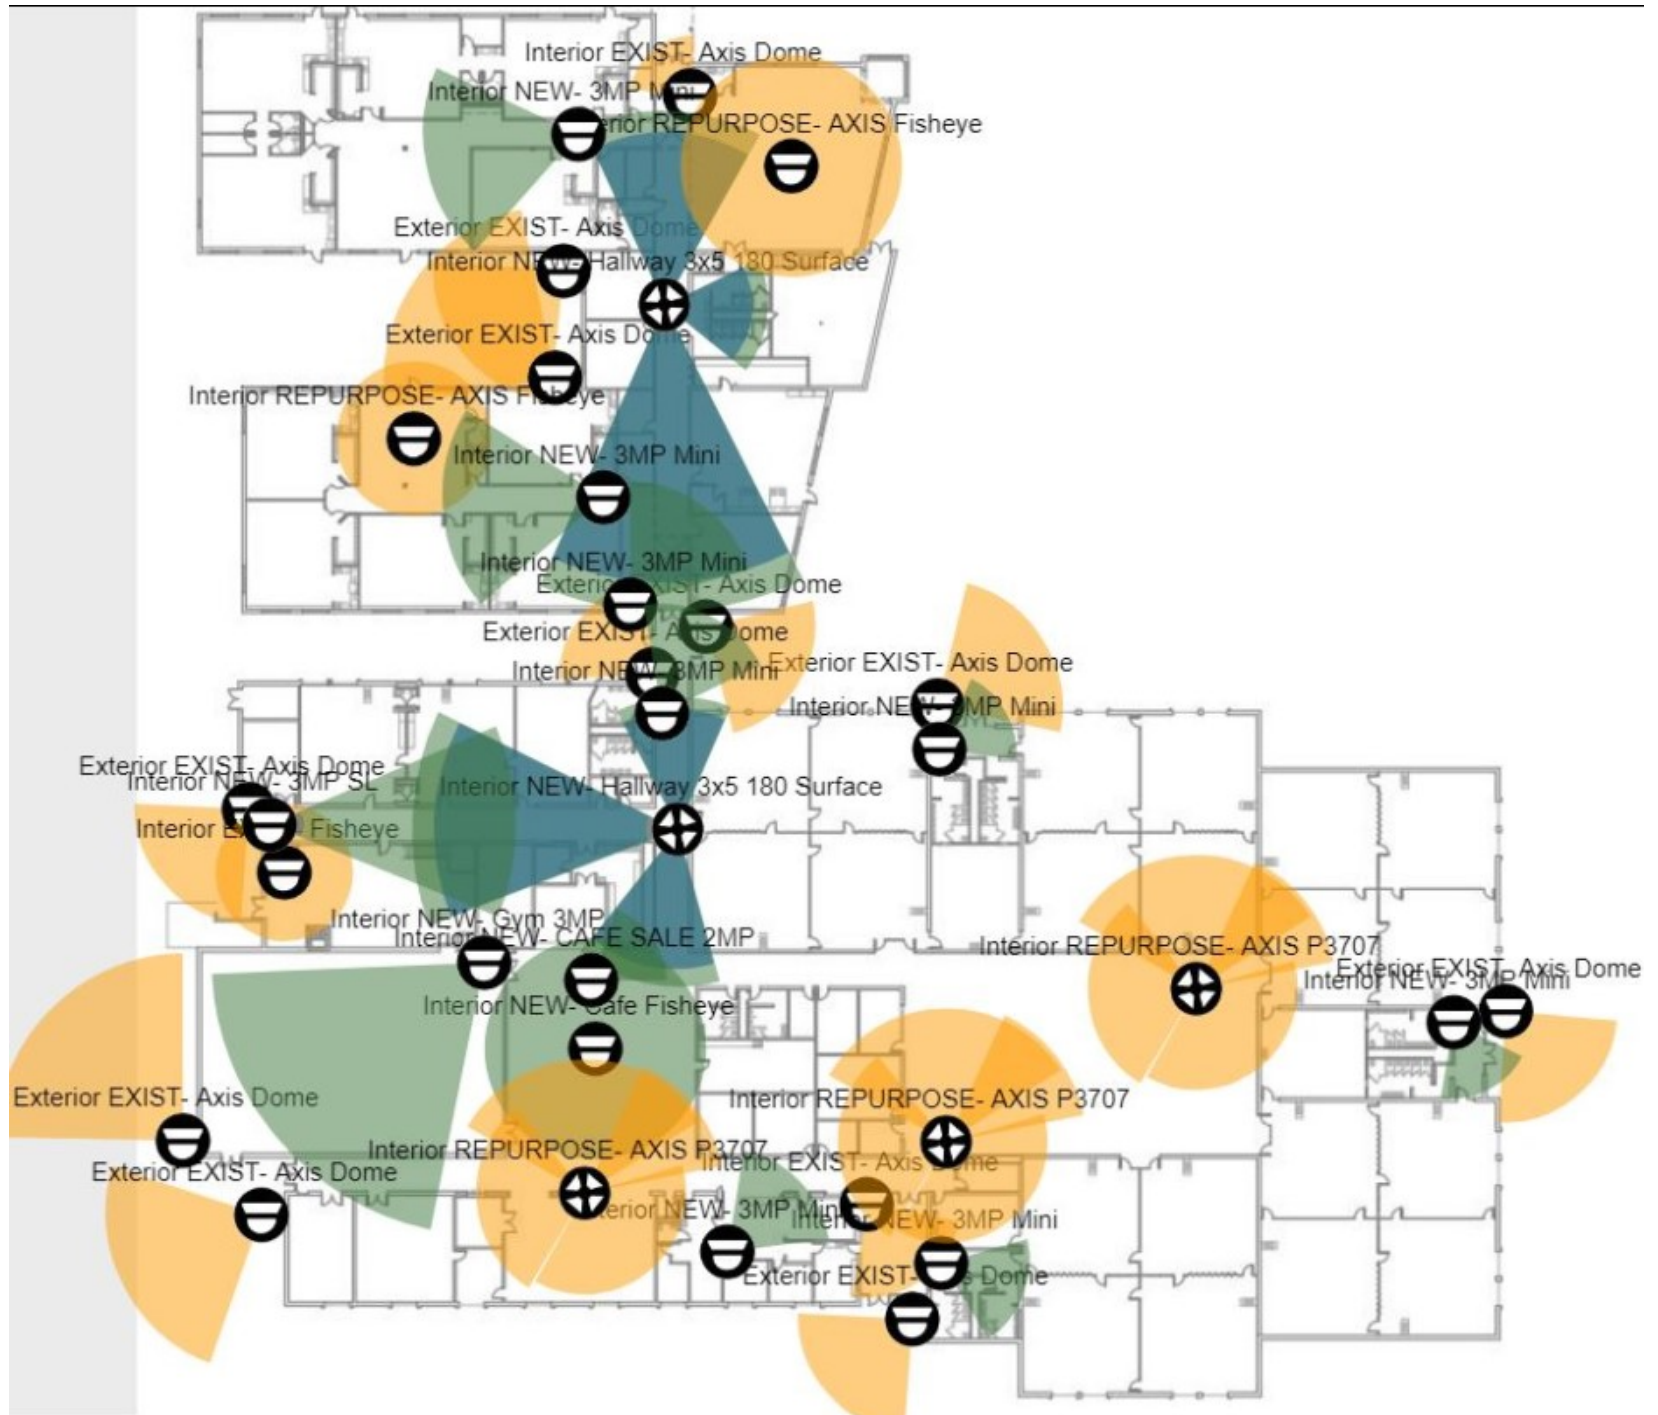 Interior EXIST- Axis Dome
Interior NEW- 3MP Mini
erior REPURPOSE- AXIS Fisheye
Exterior EXIST- Axis Dome
Interior NEW- Hallway 3x5 180 Surface
Exterior EXIST- Axis Dome
Interior REPURPOSE- AXIS Fisheye
Interior NEW- 3MP Mini
Interior NEW- 3MP Mini
Exterior EXIST- Axis Dome
Exterior EXIST- Axis Dome
Interior NEW- 3MP Mini
Exterior EXIST- Axis Dome
Interior NEW- 3MP Mini
Exterior EXIST- Axis Dome
Interior NEW- 3MP SL
Interior NEW- Hallway 3x5 180 Surface
Interior Fisheye
Interior NEW- Gym 3MP
Interior NEW- CAFE SALE 2MP
Interior REPURPOSE- AXIS P3707
Exterior EXIST- Axis Dome
Interior NEW- 3MP Mini
Interior NEW- Cafe Fisheye
Exterior EXIST- Axis Dome
Interior REPURPOSE- AXIS P3707
Interior REPURPOSE- AXIS P3707
Interior EXIST- Axis Dome
Exterior EXIST- Axis Dome
erior NEW- 3MP Mini
Interior NEW- 3MP Mini
Exterior EXIST- Axis Dome